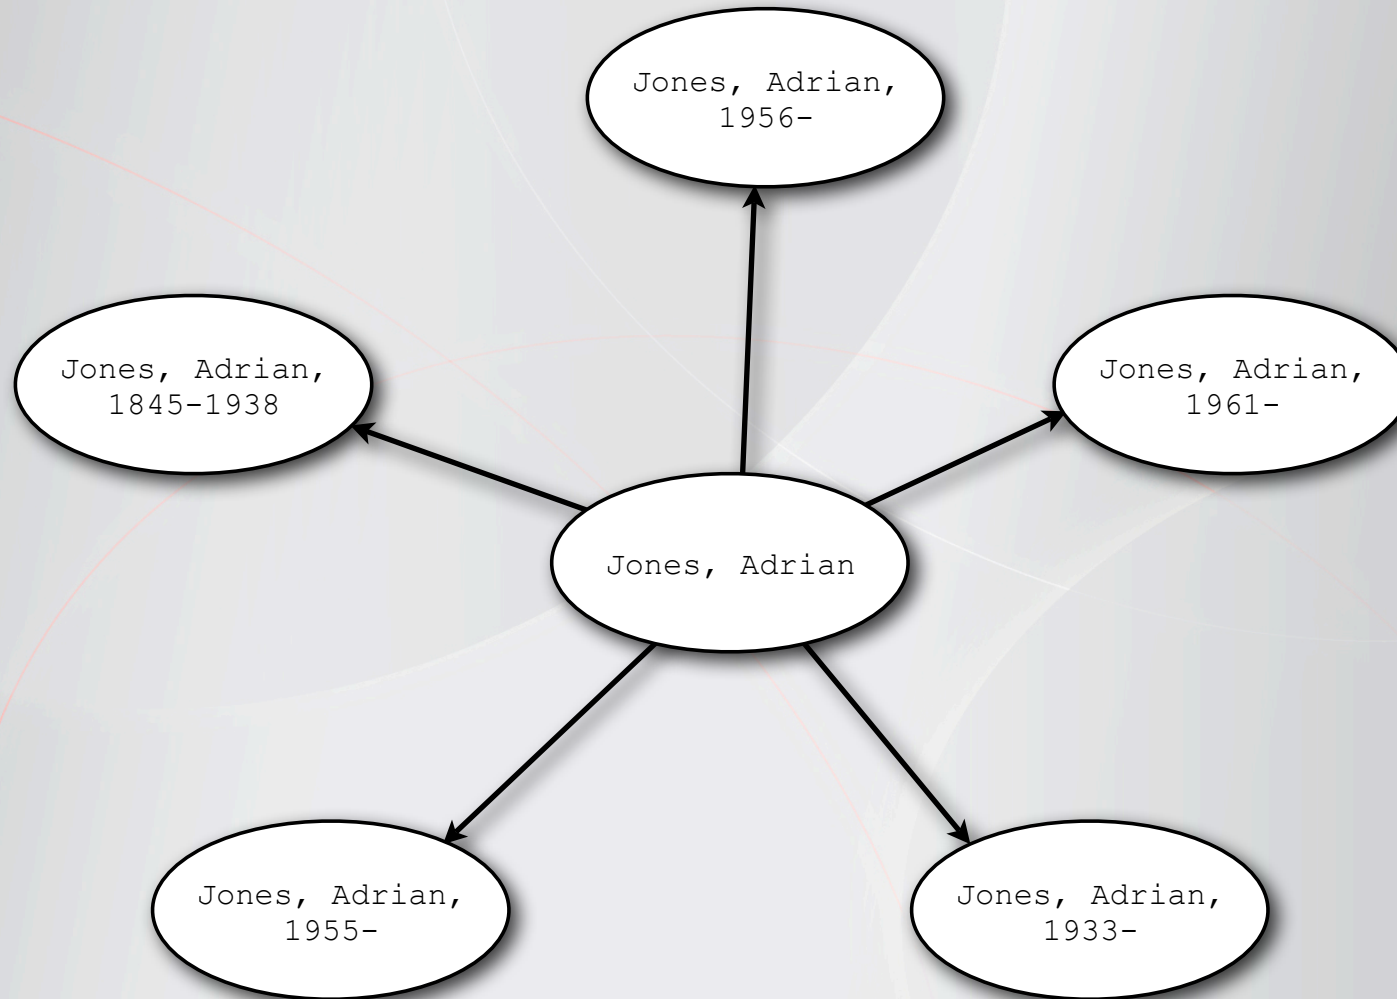 Jones, Adrian,
1956-
Jones, Adrian,
1845-1938
Jones, Adrian,
1961-
Jones, Adrian
Jones, Adrian,
1955-
Jones, Adrian,
1933-